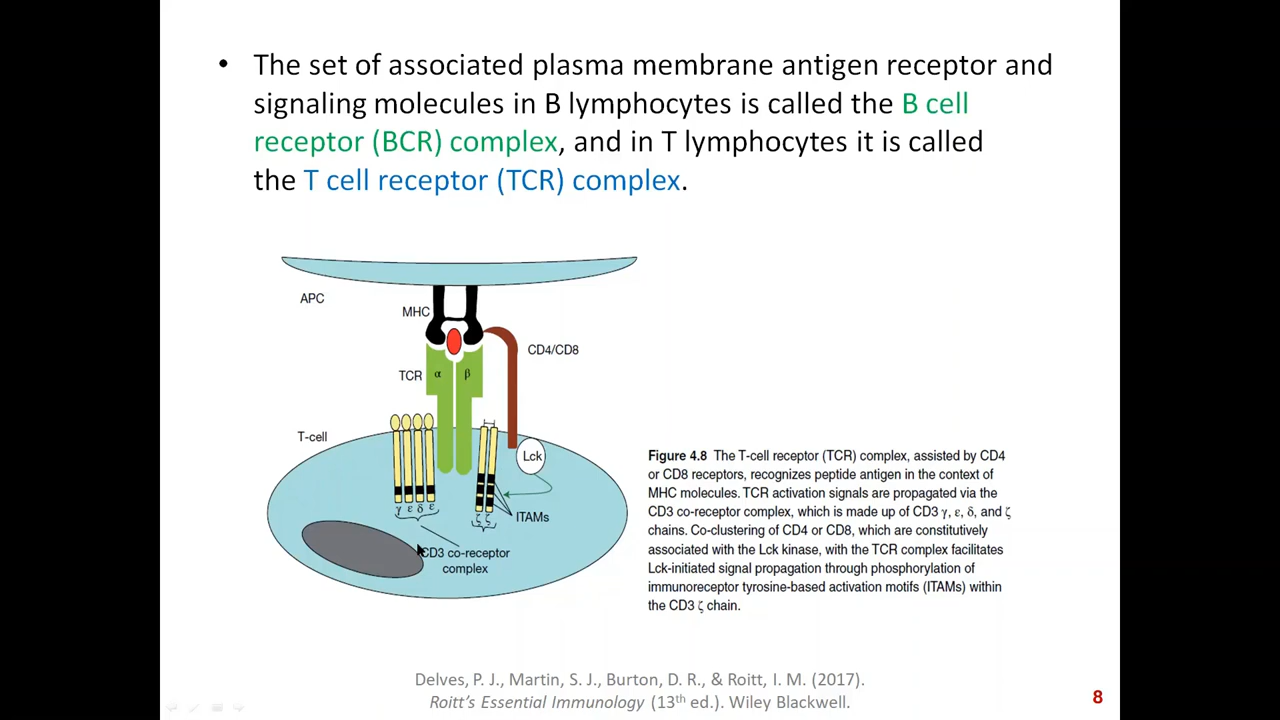 • The set of associated plasma membrane antigen receptor and
signaling molecules in B lymphocytes is called the B cell
receptor (BCR) complex, and in T lymphocytes it is called
the T cell receptor (TCR) complex.
APC
MHC
CD4/CD8
TCR
α β
T-cell
Lck
γ ε δ ε
ζ ζ
ITAMs
CD3 co-receptor
complex
Figure 4.8 The T-cell receptor (TCR) complex, assisted by CD4
or CD8 receptors, recognizes peptide antigen in the context of
MHC molecules. TCR activation signals are propagated via the
CD3 co-receptor complex, which is made up of CD3 γ, ε, δ, and ζ
chains. Co-clustering of CD4 or CD8, which are constitutively
associated with the Lck kinase, with the TCR complex facilitates
Lck-initiated signal propagation through phosphorylation of
immunoreceptor tyrosine-based activation motifs (ITAMs) within
the CD3 ζ chain.
Delves, P. J., Martin, S. J., Burton, D. R., & Roitt, I. M. (2017).
Roitt’s Essential Immunology (13th ed.). Wiley Blackwell.
8